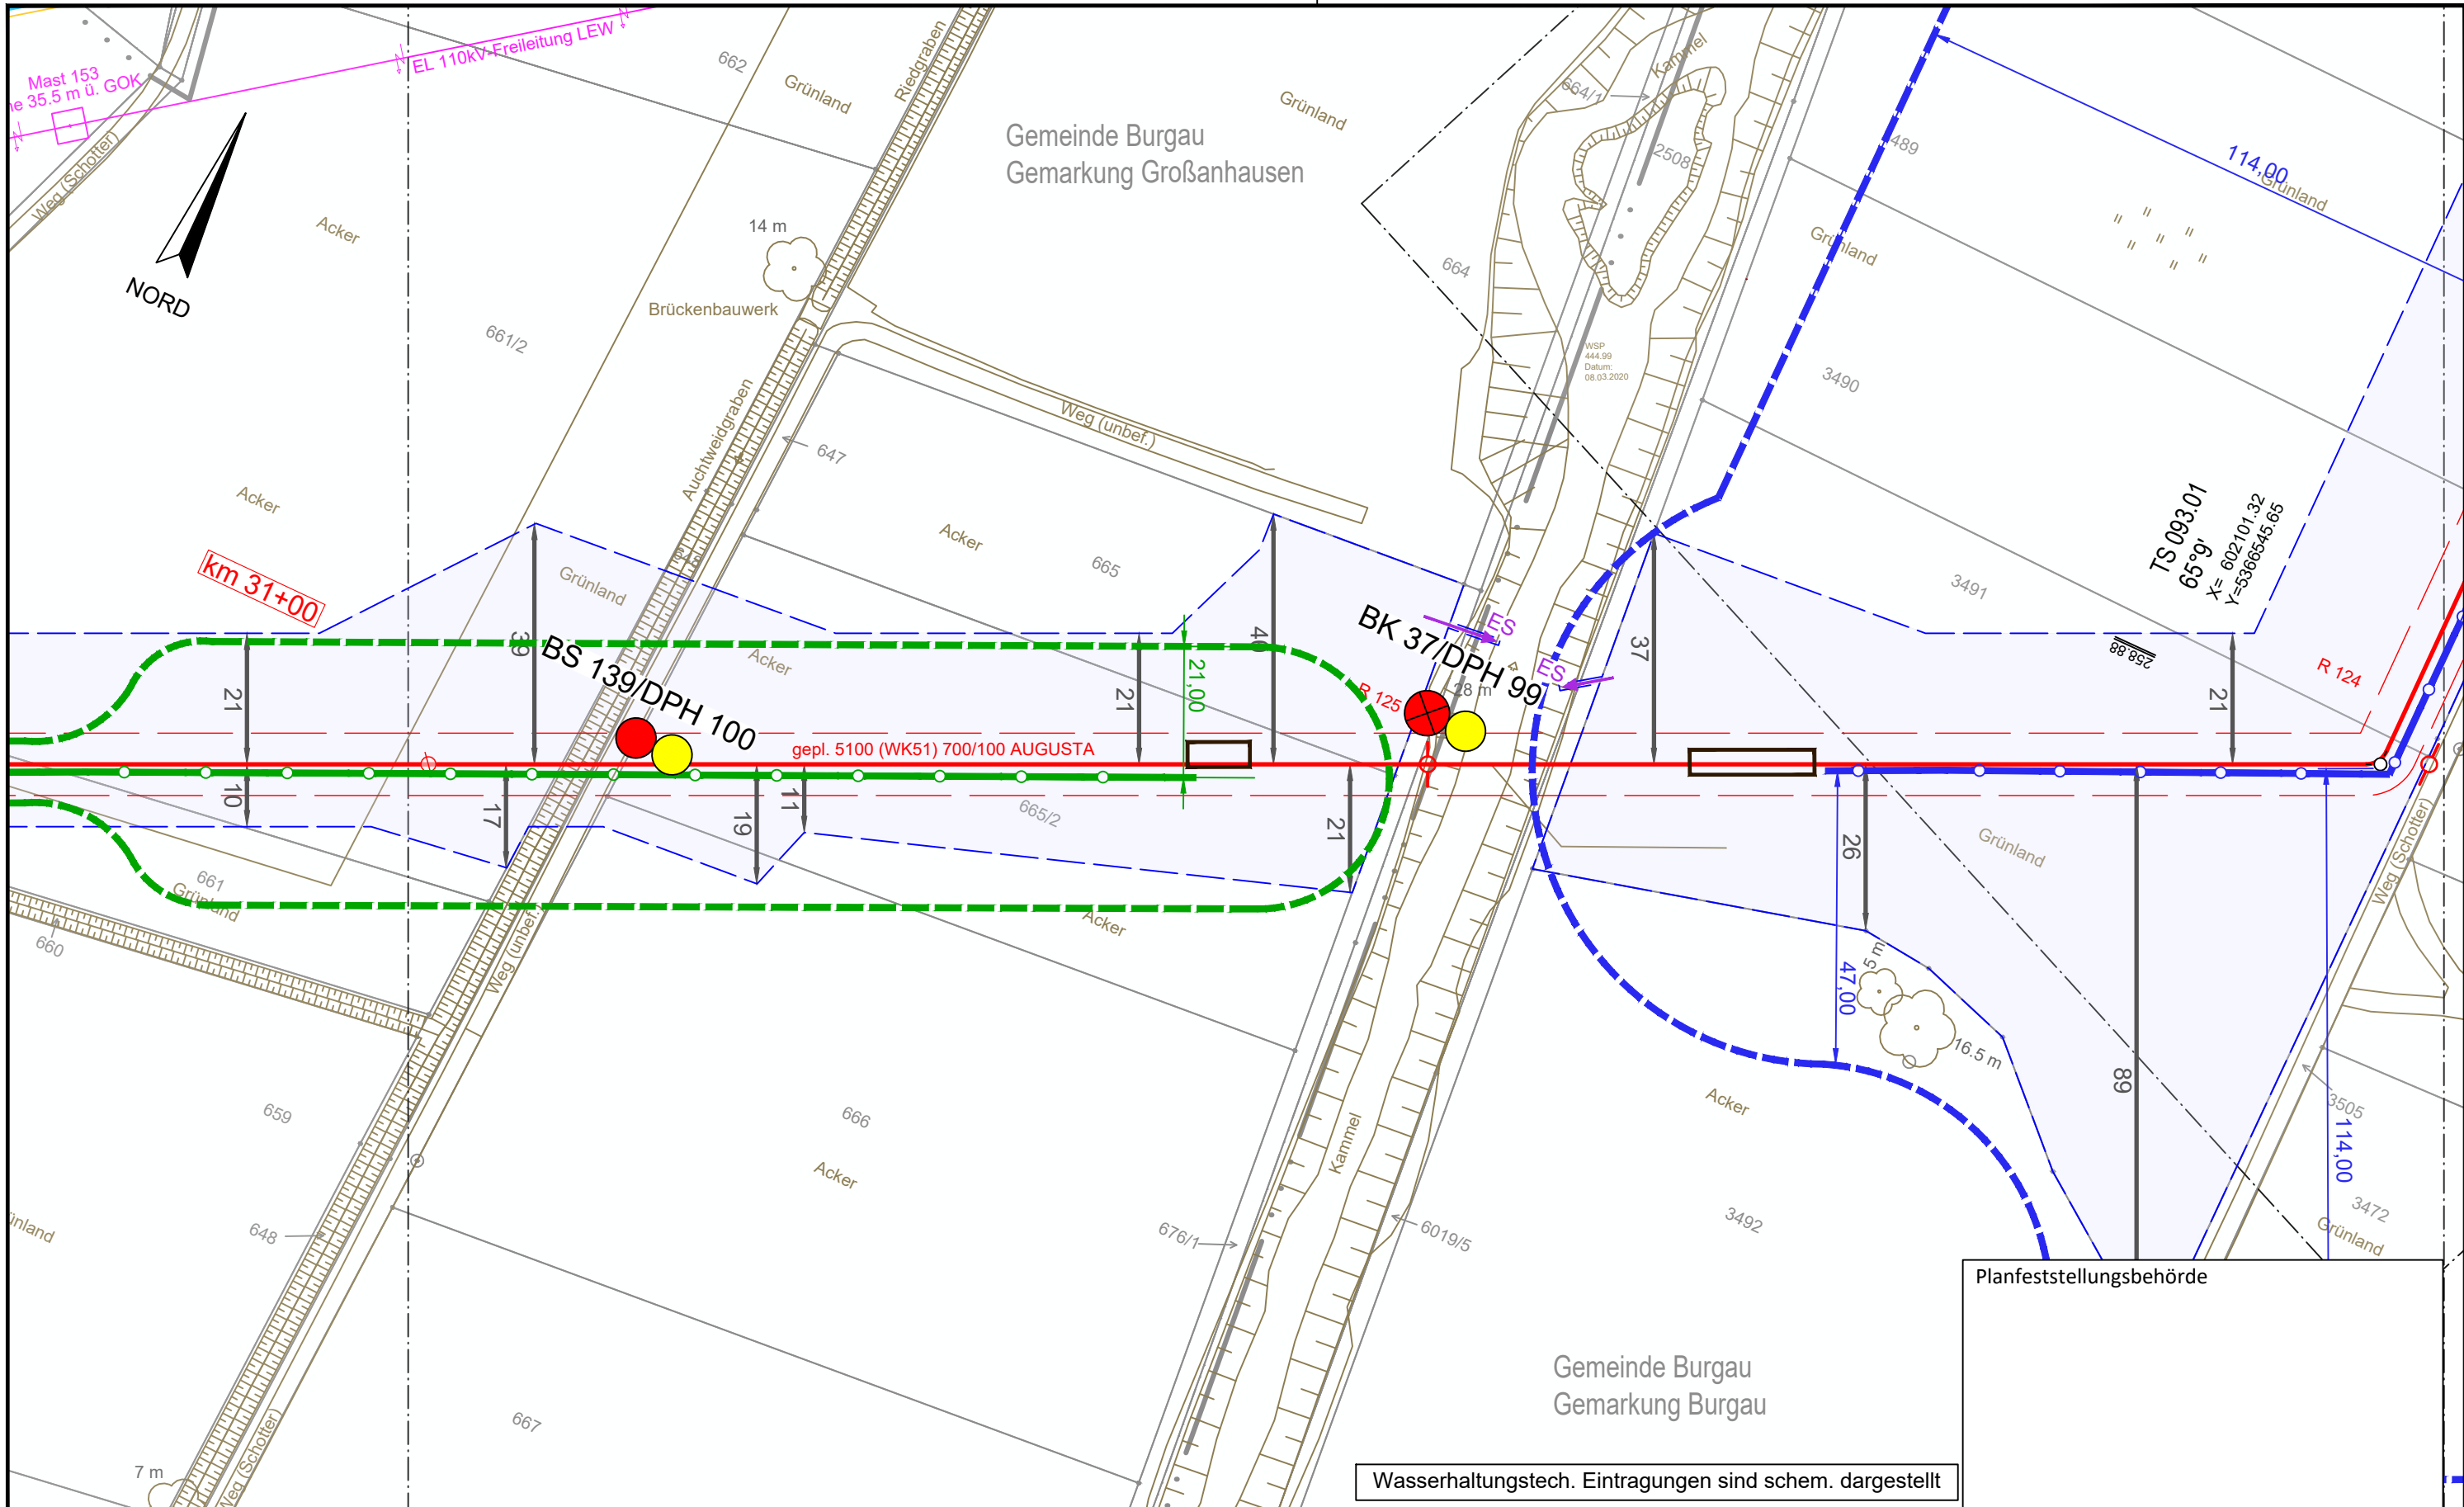 Mast 153
he 35.5 m ü. GOK
EL 110kV-Freileitung LEW
Weg (Schotter)
NORD
Acker
662
Grünland
Riedgraben
Gemeinde Burgau
Gemarkung Großanhausen
Grünland
Kammel
664/1
2508
3489
114,00
Grünland
Grünland
14 m
Brückenbauwerk
661/2
664
WSP
444.99
Datum:
08.03.2020
3490
Auchtweidgraben
647
Weg (unbef.)
Acker
Acker
665
km 31+00
Grünland
648
TS 093.01
65°9'
X= 602101.32
Y=5366545.65
3491
258.88
R 124
39
BS 139/DPH 100
Acker
21
21
21,00
40
BK 37/DPH 99
ES
ES
28 m
R 125
37
21
gepl. 5100 (WK51) 700/100 AUGUSTA
10
17
19
11
665/2
21
26
47,00
Grünland
Weg (Schotter)
661
Grünland
660
Weg (unbef.)
Acker
5 m
16.5 m
89
114,00
3505
3472
Grünland
659
666
Acker
Acker
Kammel
648
676/1
6019/5
3492
ünland
667
7 m
Weg (Schotter)
Gemeinde Burgau
Gemarkung Burgau
Planfeststellungsbehörde
Wasserhaltungstech. Eintragungen sind schem. dargestellt